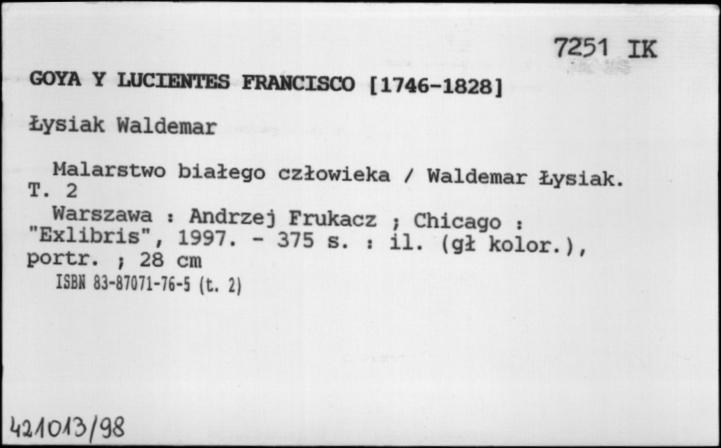 7251 IK
GOYA Y LUCIENTES FRANCISCO [1746-1828]
Łysiak Waldemar
Malarstwo białego człowieka / Waldemar Łysiak.
T. 2
Warszawa : Andrzej Frukacz ; Chicago :
"Exlibris", 1997. - 375 s. : il. (gł kolor.),
portr. ; 28 cm
ISBN 83-87071-76-5 (t. 2)
421013/98